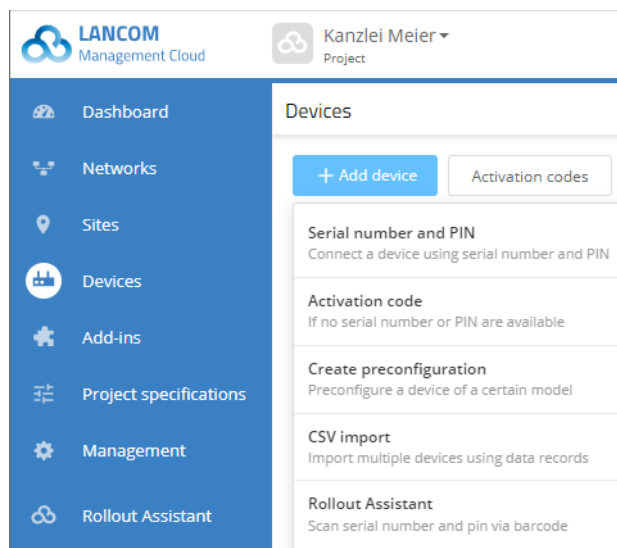 LANCOM
Management Cloud
Kanzlei Meier
Project
Dashboard
Networks
Sites
Devices
Add-ins
Project specifications
Management
Rollout Assistant
Devices
+ Add device
Activation codes
Serial number and PIN
Connect a device using serial number and PIN
Activation code
If no serial number or PIN are available
Create preconfiguration
Preconfigure a device of a certain model
CSV import
Import multiple devices using data records
Rollout Assistant
Scan serial number and pin via barcode